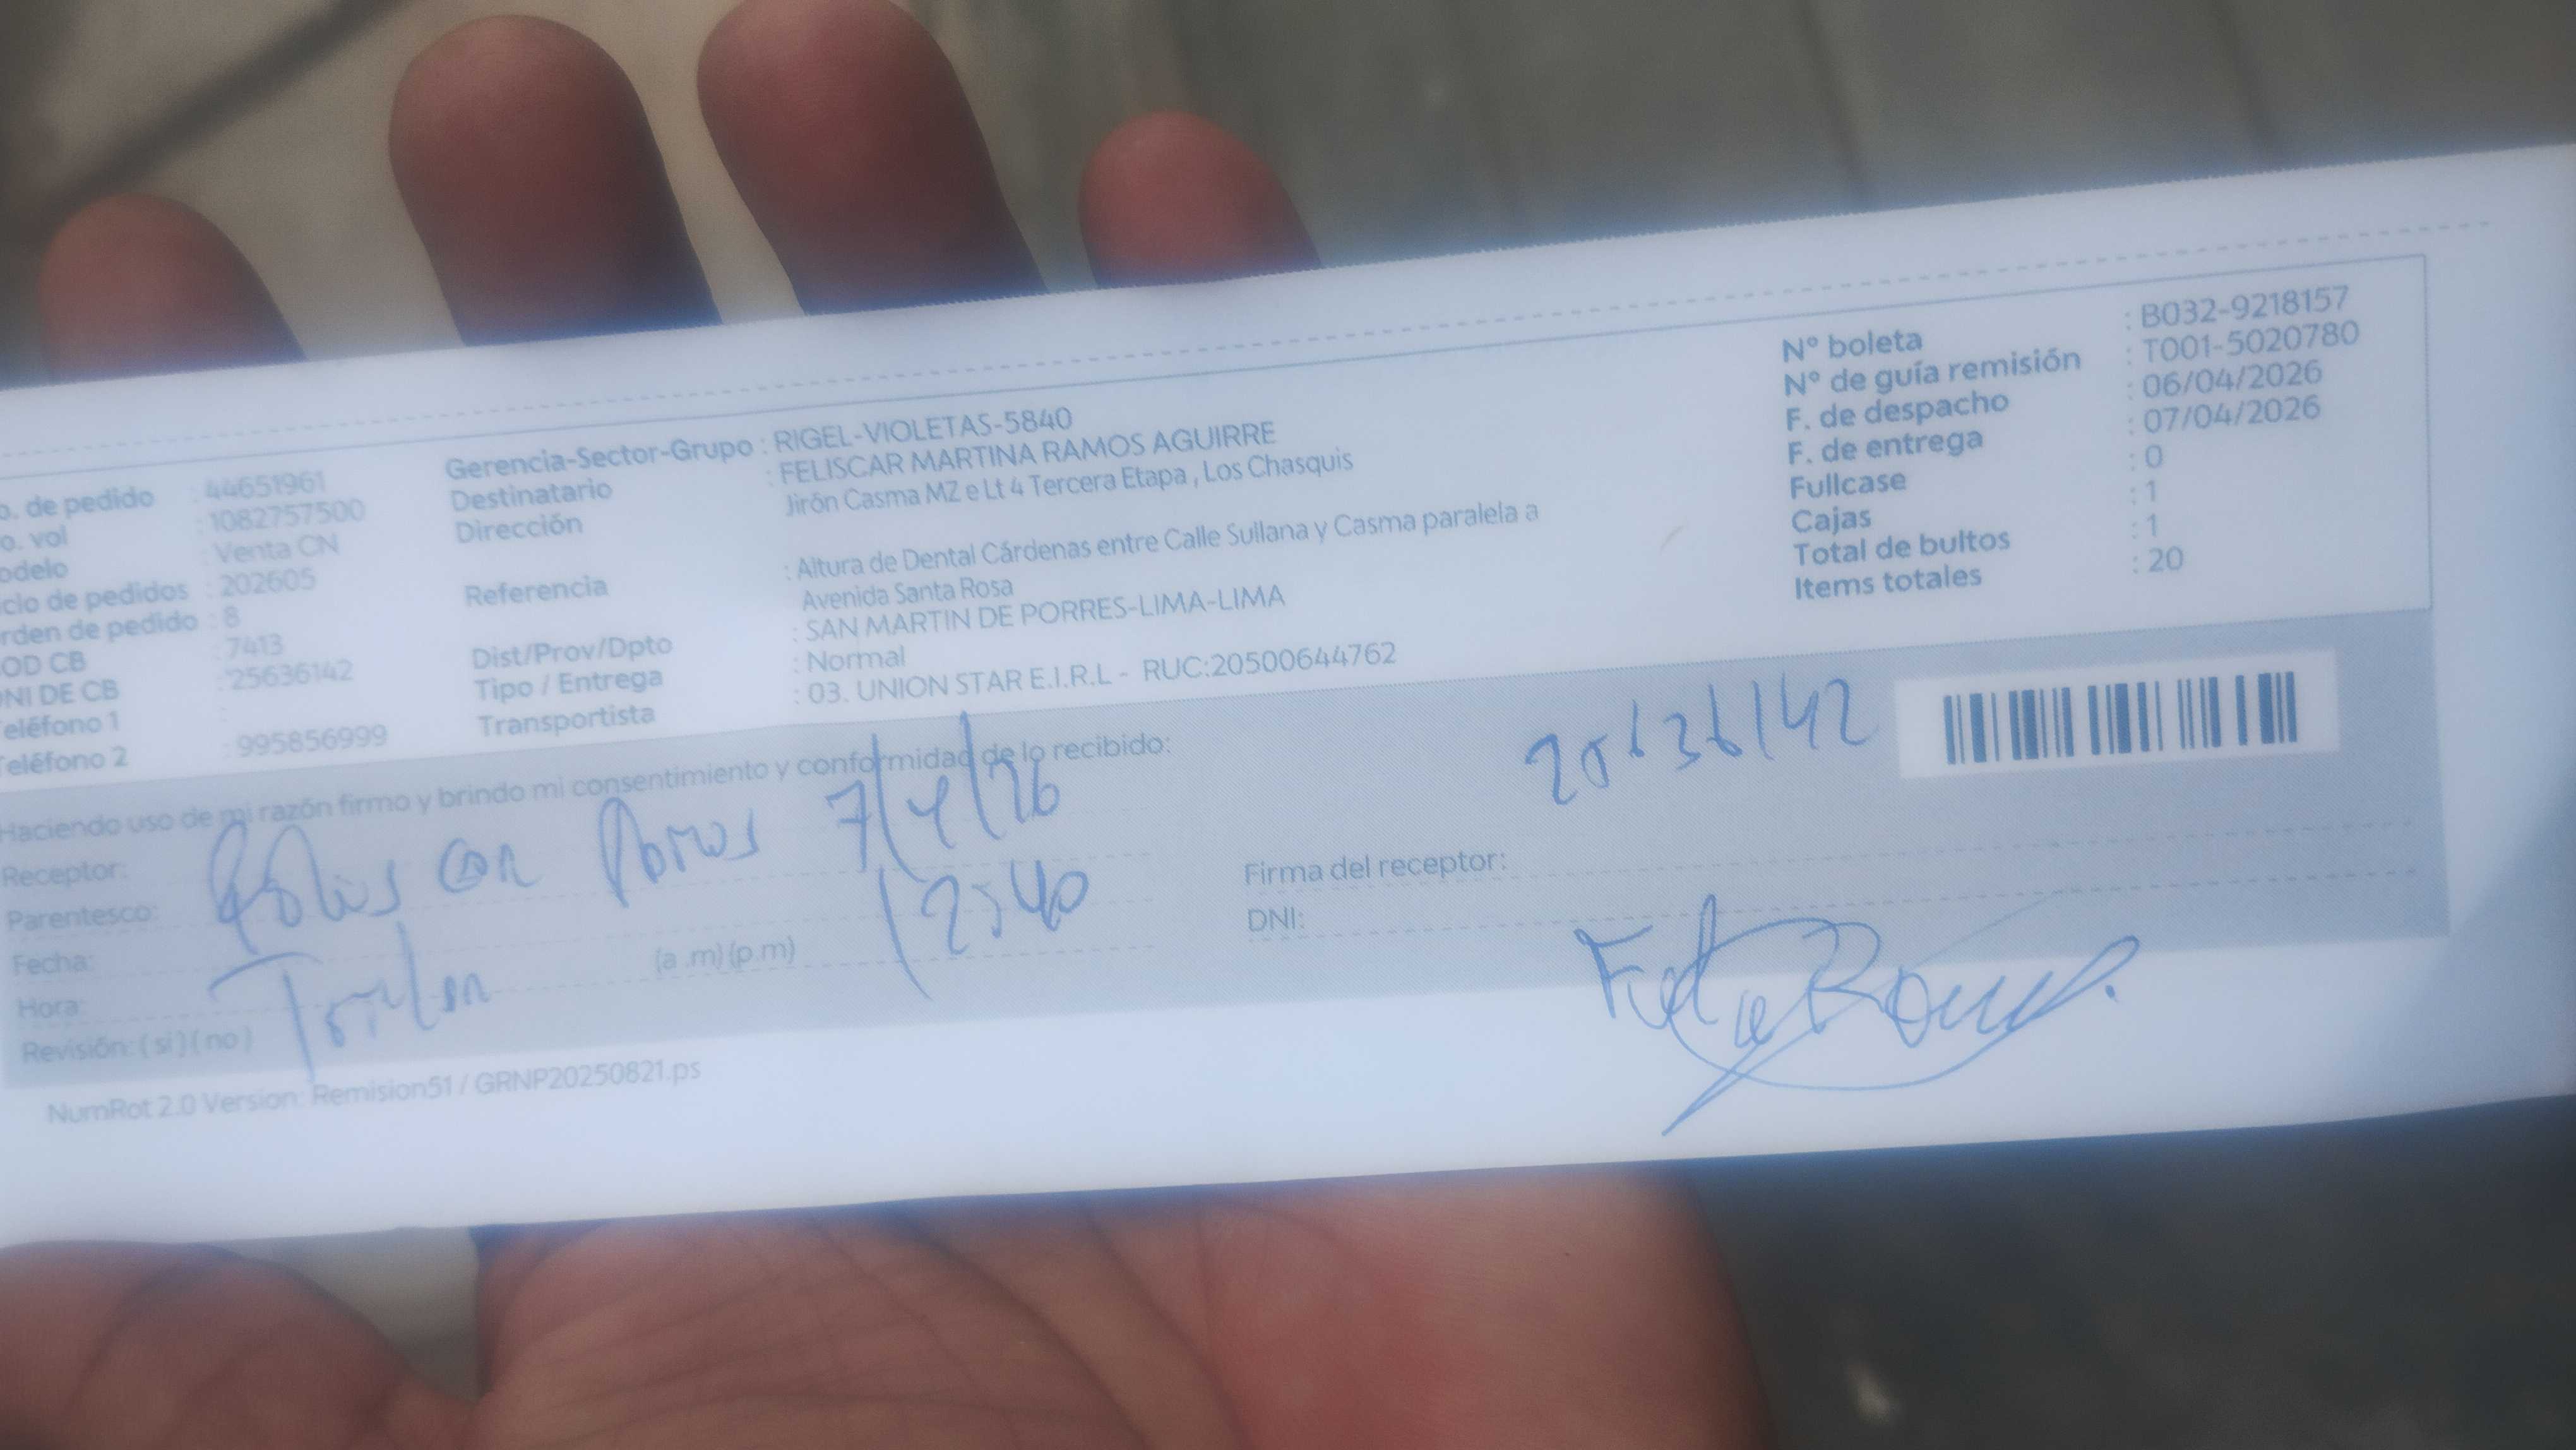 o. de pedido : 44651961
o. vol : 1082757500
odelo : Venta CN
clo de pedidos : 202605
rden de pedido : 8
OD CB : 7413
NI DE CB : 25636142
eléfono 1 :
eléfono 2 : 995856999
Gerencia-Sector-Grupo : RIGEL-VIOLETAS-5840
Destinatario : FELISCAR MARTINA RAMOS AGUIRRE
Dirección Jirón Casma MZ e Lt 4 Tercera Etapa , Los Chasquis
Referencia : Altura de Dental Cárdenas entre Calle Sullana y Casma paralela a
Avenida Santa Rosa
Dist/Prov/Dpto : SAN MARTIN DE PORRES-LIMA-LIMA
Tipo / Entrega : Normal
Transportista : 03. UNION STAR E.I.R.L - RUC:20500644762
N° boleta : B032-9218157
N° de guía remisión : T001-5020780
F. de despacho : 06/04/2026
F. de entrega : 07/04/2026
Fullcase : 0
Cajas : 1
Total de bultos : 1
Items totales : 20
Haciendo uso de mi razón firmo y brindo mi consentimiento y conformidad de lo recibido:
Receptor: con 7/4/26
Parentesco:
Fecha: 12:40
Hora: (a .m) (p.m)
Revisión: ( si ) ( no )
Firma del receptor:
DNI:
NumRot 2.0 Version: Remision51 / GRNP20250821.ps